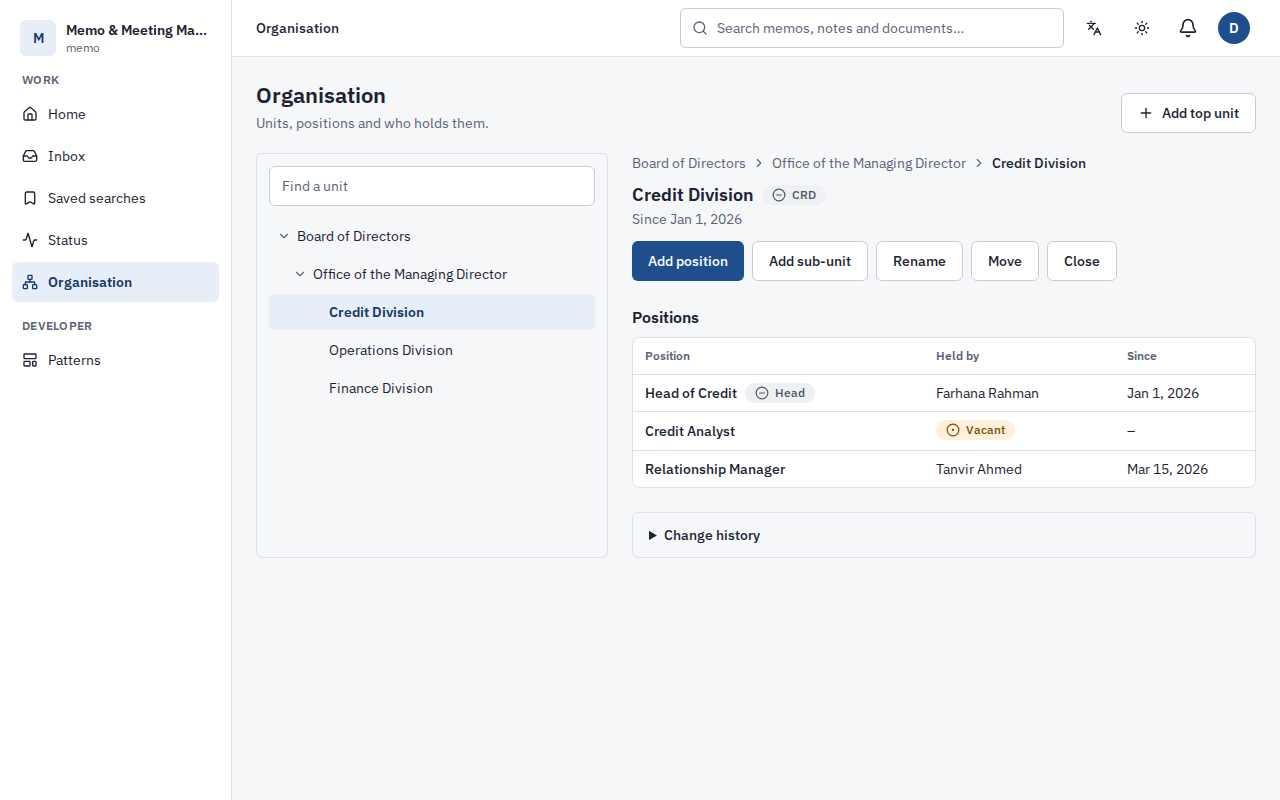 M
Memo & Meeting Ma...
memo
WORK
Home
Inbox
Saved searches
Status
Organisation
DEVELOPER
Patterns
Organisation
Search memos, notes and documents...
D
Organisation
Units, positions and who holds them.
Add top unit
Find a unit
Board of Directors
Office of the Managing Director
Credit Division
Operations Division
Finance Division
Board of Directors > Office of the Managing Director > Credit Division
Credit Division CRD
Since Jan 1, 2026
Add position Add sub-unit Rename Move Close
Positions
Position Held by Since
Head of Credit Head Farhana Rahman Jan 1, 2026
Credit Analyst Vacant –
Relationship Manager Tanvir Ahmed Mar 15, 2026
Change history